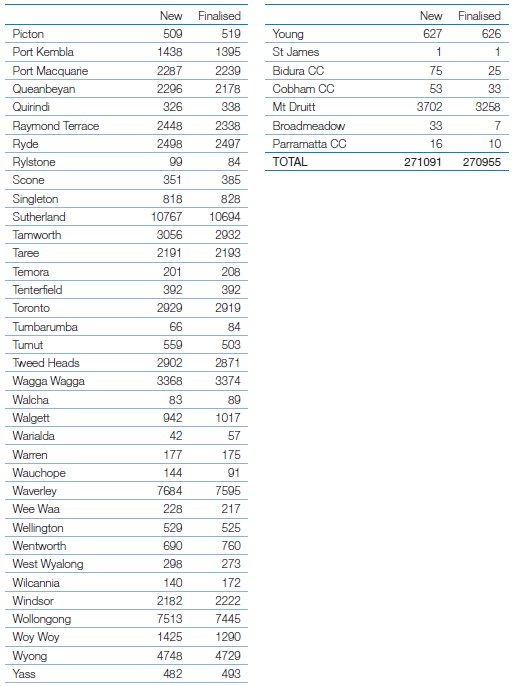 New Finalised
Picton 509 519
Port Kembla 1438 1395
Port Macquarie 2287 2239
Queanbeyan 2296 2178
Quirindi 326 338
Raymond Terrace 2448 2338
Ryde 2498 2497
Rylstone 99 84
Scone 351 385
Singleton 818 828
Sutherland 10767 10694
Tamworth 3056 2932
Taree 2191 2193
Temora 201 208
Tenterfield 392 392
Toronto 2929 2919
Tumbarumba 66 84
Tumut 559 503
Tweed Heads 2902 2871
Wagga Wagga 3368 3374
Walcha 83 89
Walgett 942 1017
Warialda 42 57
Warren 177 175
Wauchope 144 91
Waverley 7684 7595
Wee Waa 228 217
Wellington 529 525
Wentworth 690 760
West Wyalong 298 273
Wilcannia 140 172
Windsor 2182 2222
Wollongong 7513 7445
Woy Woy 1425 1290
Wyong 4748 4729
Yass 482 493
New Finalised
Young 627 626
St James 1 1
Bidura CC 75 25
Cobham CC 53 33
Mt Druitt 3702 3258
Broadmeadow 33 7
Parramatta CC 16 10
TOTAL 271091 270955